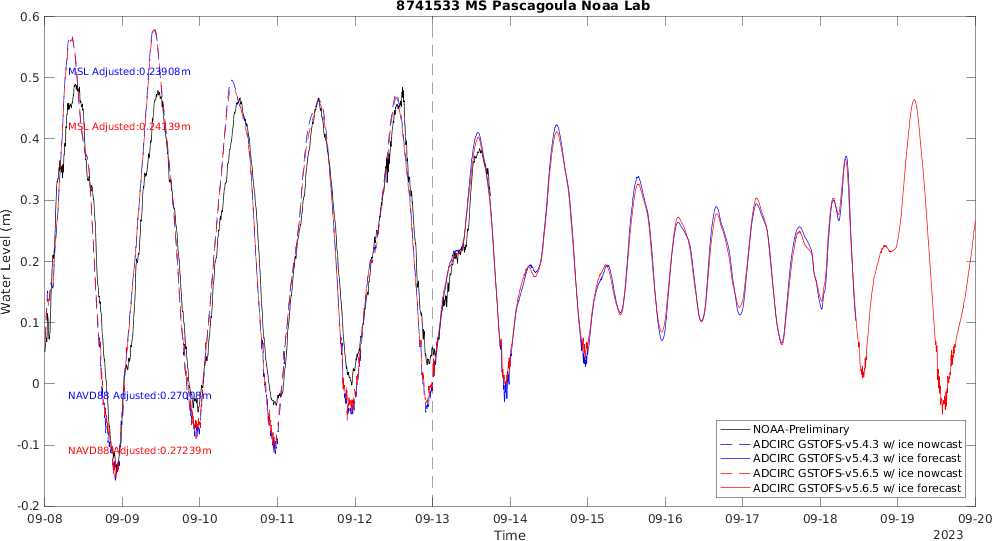 8741533 MS Pascagoula Noaa Lab
Water Level (m)
0.6
0.5
0.4
0.3
0.2
0.1
0
-0.1
-0.2
MSL Adjusted:0.23908m
MSL Adjusted:0.24139m
NAVD88 Adjusted:0.27008m
NAVD88 Adjusted:0.27239m
NOAA-Preliminary
ADCIRC GSTOFS-v5.4.3 w/ ice nowcast
ADCIRC GSTOFS-v5.4.3 w/ ice forecast
ADCIRC GSTOFS-v5.6.5 w/ ice nowcast
ADCIRC GSTOFS-v5.6.5 w/ ice forecast
09-08 09-09 09-10 09-11 09-12 09-13 09-14 09-15 09-16 09-17 09-18 09-19 09-20
Time
2023